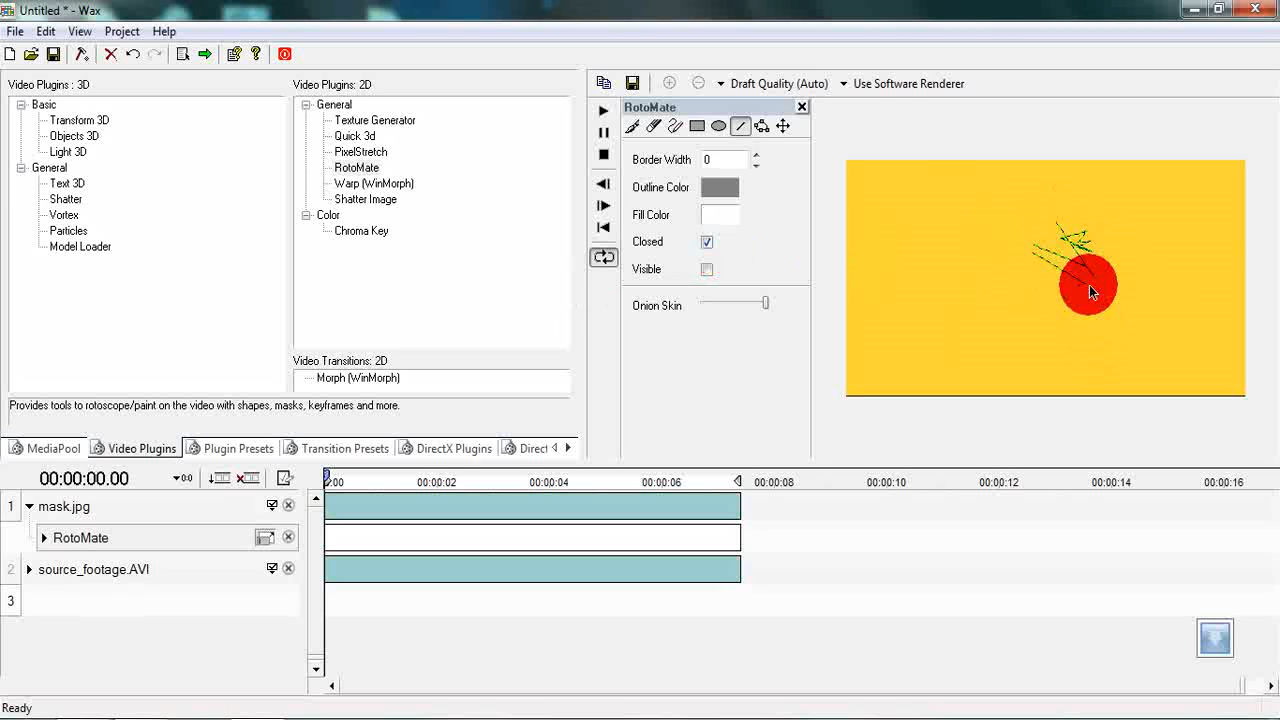 Untitled * - Wax
File Edit View Project Help
Video Plugins : 3D
Basic
Transform 3D
Objects 3D
Light 3D
General
Text 3D
Shatter
Vortex
Particles
Model Loader
Video Plugins: 2D
General
Texture Generator
Quick 3d
PixelStretch
RotoMate
Warp (WinMorph)
Shatter Image
Color
Chroma Key
Video Transitions: 2D
Morph (WinMorph)
Provides tools to rotoscope/paint on the video with shapes, masks, keyframes and more.
MediaPool Video Plugins Plugin Presets Transition Presets DirectX Plugins Direct
Draft Quality (Auto) Use Software Renderer
RotoMate
Border Width 0
Outline Color
Fill Color
Closed
Visible
Onion Skin
00:00:00.00 0:0 :00 00:00:02 00:00:04 00:00:06 00:00:08 00:00:10 00:00:12 00:00:14 00:00:16
1 mask.jpg
RotoMate
2 source_footage.AVI
3
Ready